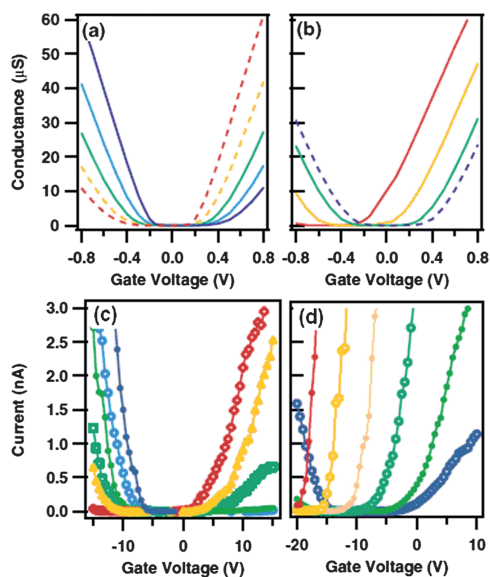 (a)
(b)
60
50
40
30
20
10
0
Conductance (µS)
-0.8 -0.4 0.0 0.4 0.8
-0.8 -0.4 0.0 0.4 0.8
Gate Voltage (V)
Gate Voltage (V)
(c)
(d)
3.0
2.5
2.0
1.5
1.0
0.5
0.0
Current (nA)
-10 0 10
-20 -10 0 10
Gate Voltage (V)
Gate Voltage (V)